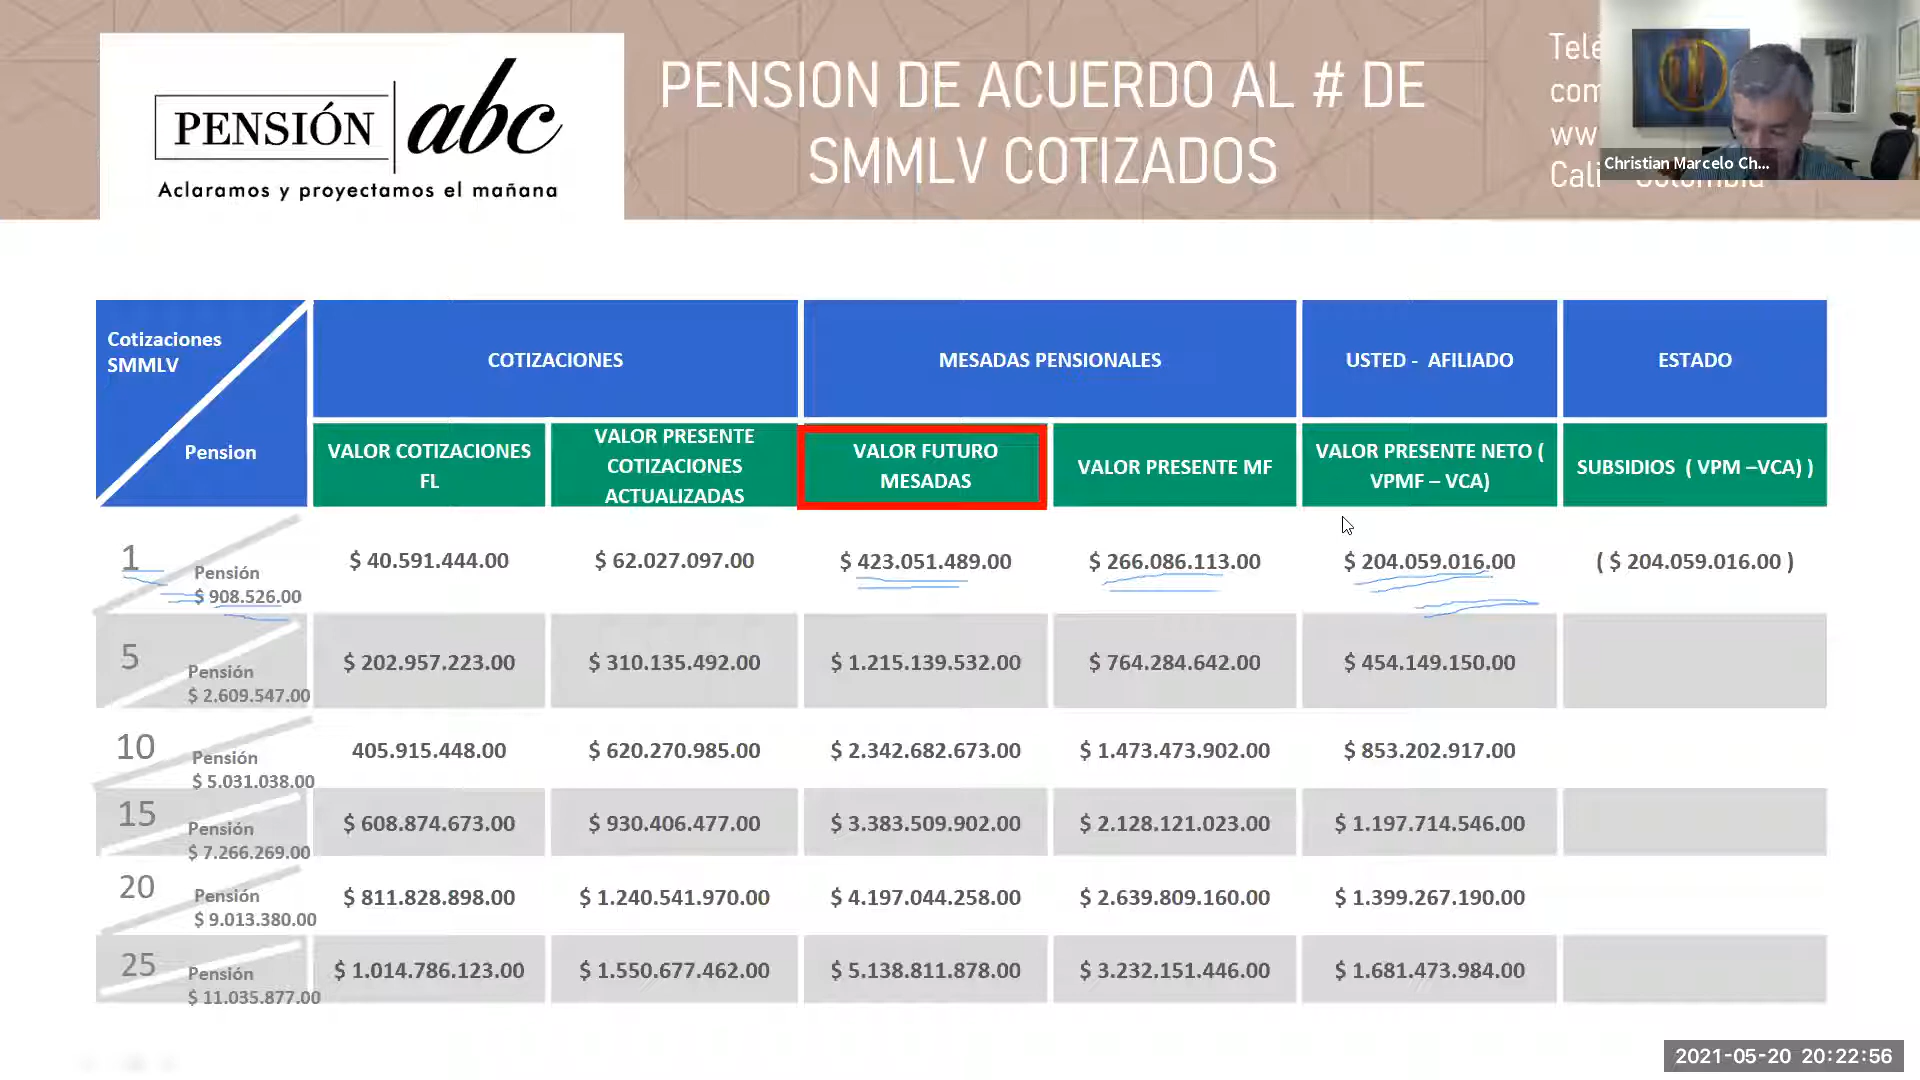 PENSIÓN abc
Aclaramos y proyectamos el mañana
PENSION DE ACUERDO AL # DE
SMMLV COTIZADOS
Christian Marcelo Ch...
Cali
Cotizaciones
SMMLV
Pension
COTIZACIONES
MESADAS PENSIONALES
USTED - AFILIADO
ESTADO
VALOR COTIZACIONES
FL
VALOR PRESENTE
COTIZACIONES
ACTUALIZADAS
VALOR FUTURO
MESADAS
VALOR PRESENTE MF
VALOR PRESENTE NETO (
VPMF – VCA)
SUBSIDIOS ( VPM –VCA) )
1
Pensión
$ 908.526.00
$ 40.591.444.00
$ 62.027.097.00
$ 423.051.489.00
$ 266.086.113.00
$ 204.059.016.00
( $ 204.059.016.00 )
5
Pensión
$ 2.609.547.00
$ 202.957.223.00
$ 310.135.492.00
$ 1.215.139.532.00
$ 764.284.642.00
$ 454.149.150.00
10
Pensión
$ 5.031.038.00
405.915.448.00
$ 620.270.985.00
$ 2.342.682.673.00
$ 1.473.473.902.00
$ 853.202.917.00
15
Pensión
$ 7.266.269.00
$ 608.874.673.00
$ 930.406.477.00
$ 3.383.509.902.00
$ 2.128.121.023.00
$ 1.197.714.546.00
20
Pensión
$ 9.013.380.00
$ 811.828.898.00
$ 1.240.541.970.00
$ 4.197.044.258.00
$ 2.639.809.160.00
$ 1.399.267.190.00
25
Pensión
$ 11.035.877.00
$ 1.014.786.123.00
$ 1.550.677.462.00
$ 5.138.811.878.00
$ 3.232.151.446.00
$ 1.681.473.984.00
2021-05-20 20:22:56